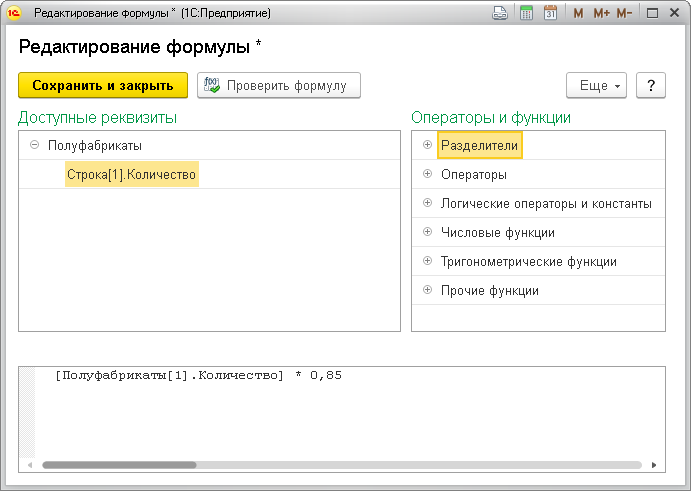 Редактирование формулы * (1С:Предприятие)
M M+ M-
31
Редактирование формулы *
Сохранить и закрыть
f(x)
Проверить формулу
Еще
?
Доступные реквизиты
Операторы и функции
Полуфабрикаты
Строка[1].Количество
Разделители
Операторы
Логические операторы и константы
Числовые функции
Тригонометрические функции
Прочие функции
[Полуфабрикаты[1].Количество] * 0,85